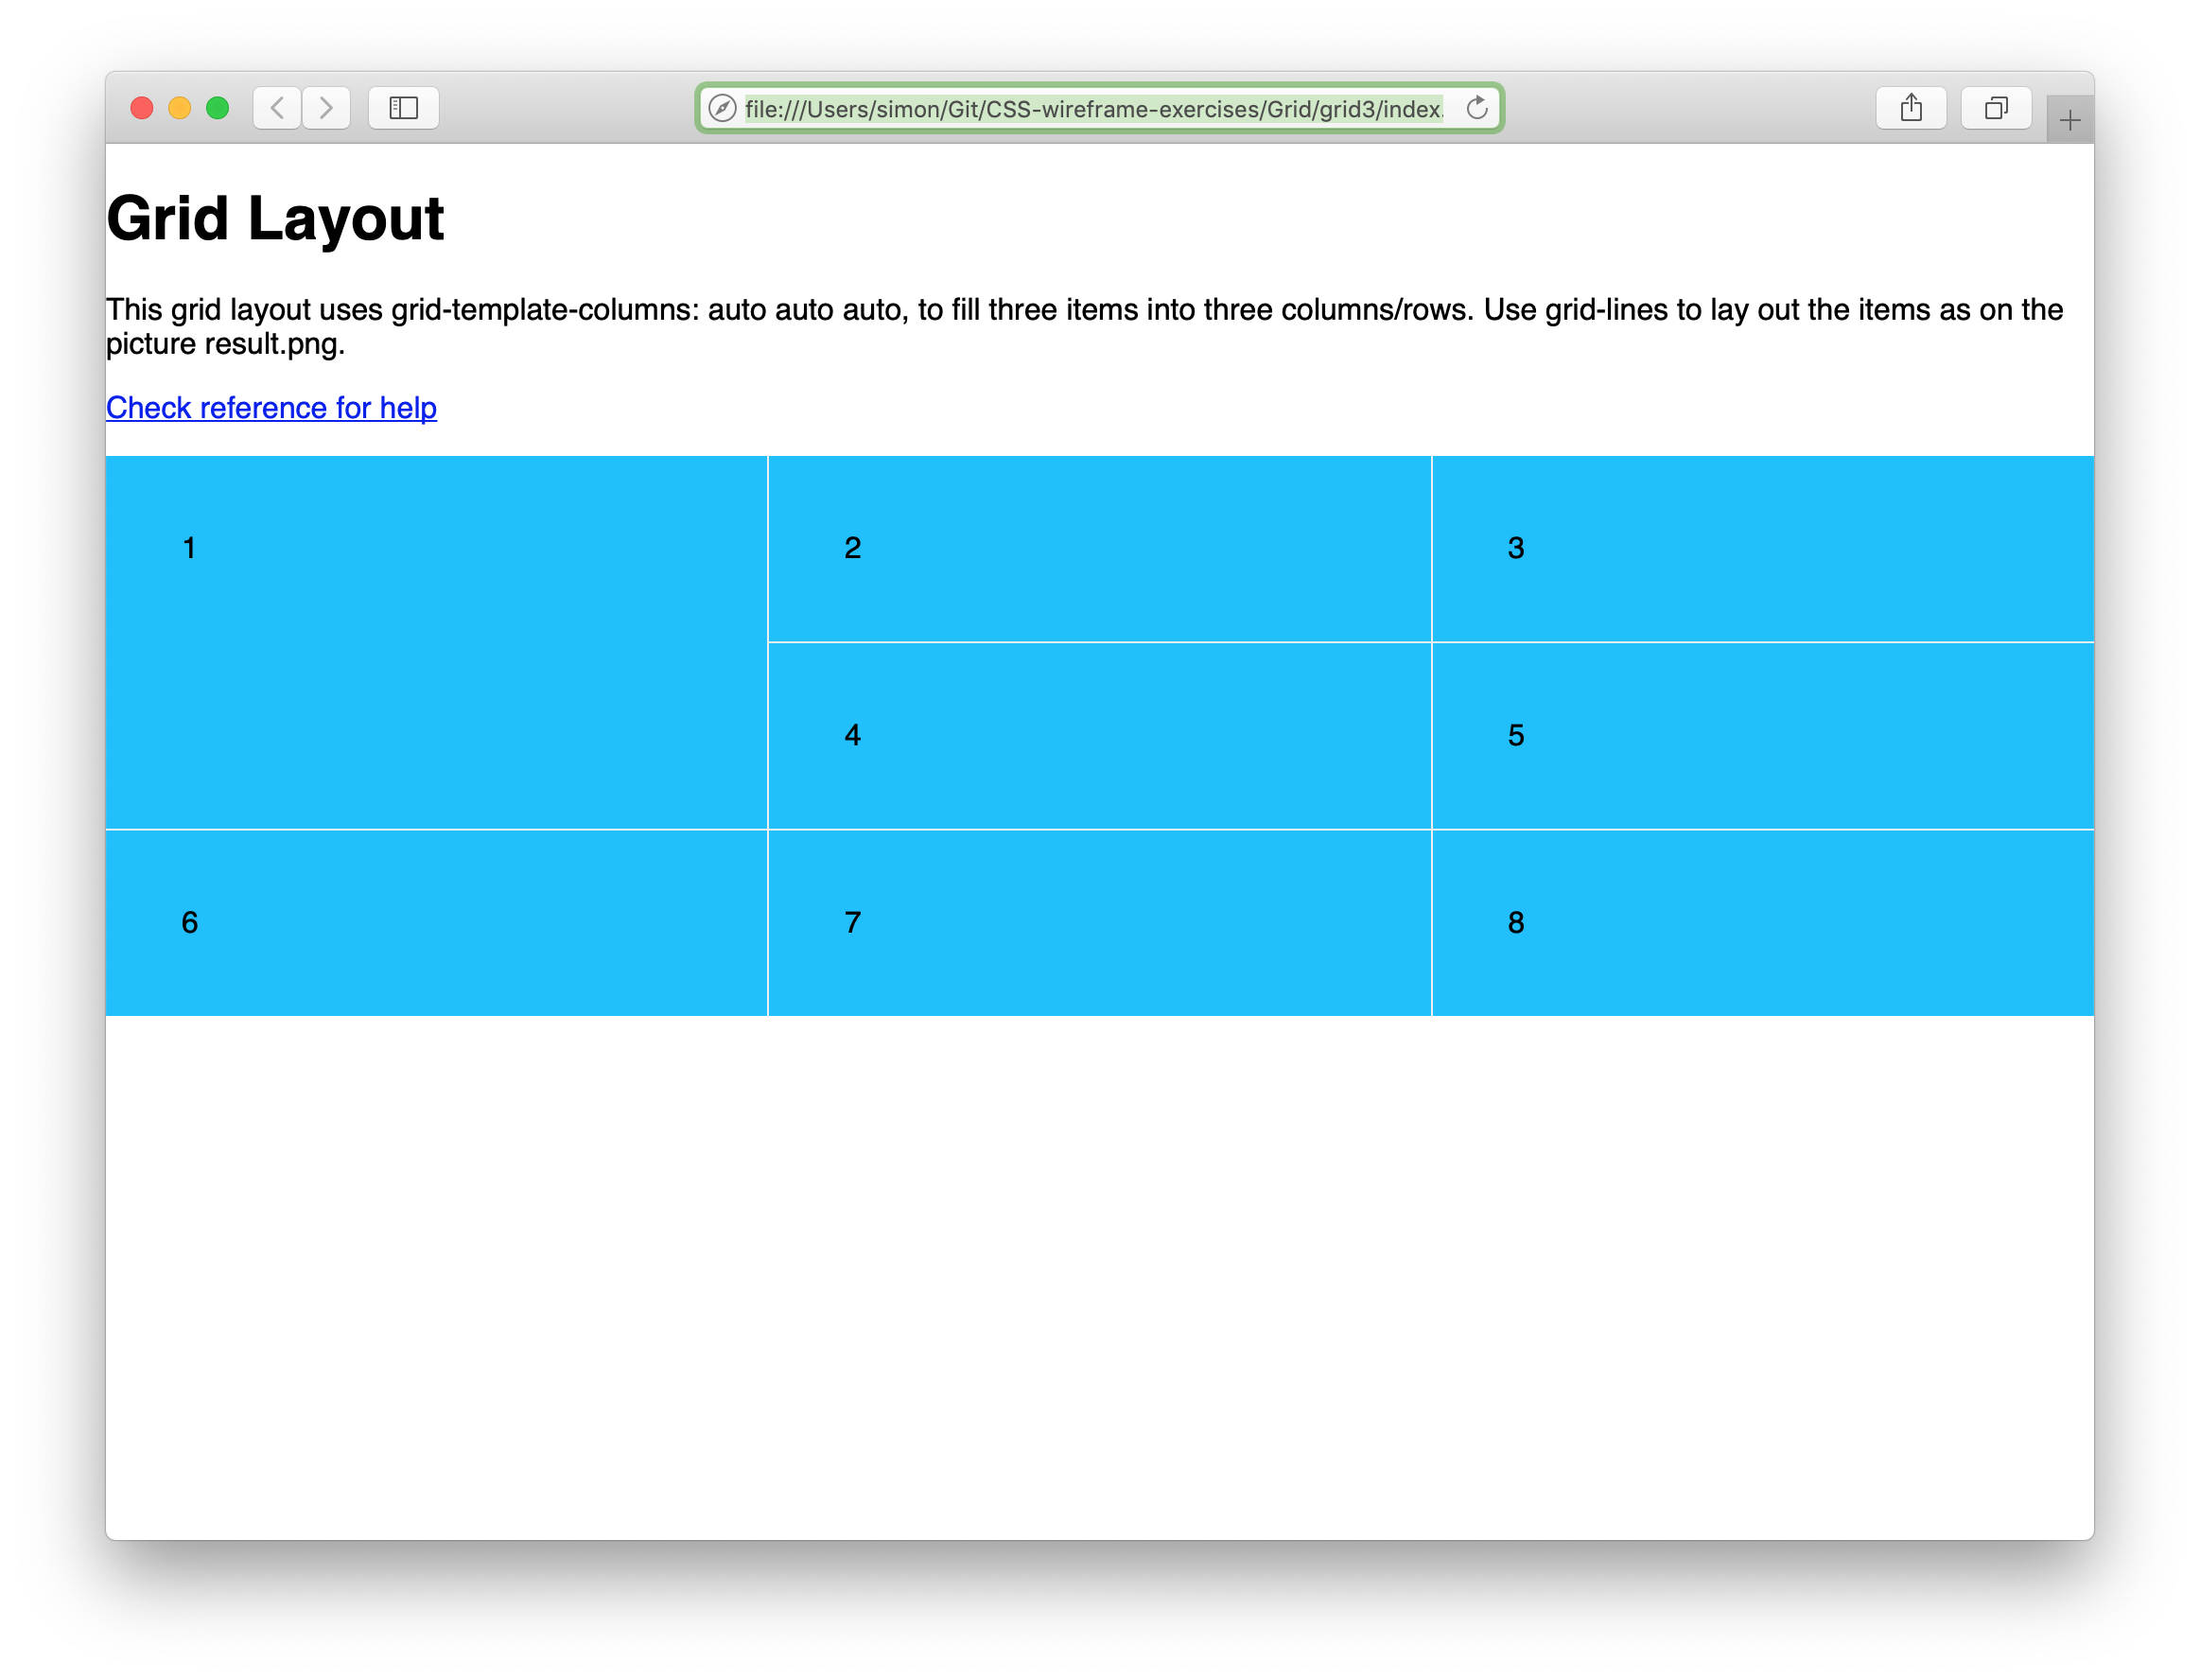 file:///Users/simon/Git/CSS-wireframe-exercises/Grid/grid3/index.
Grid Layout
This grid layout uses grid-template-columns: auto auto auto, to fill three items into three columns/rows. Use grid-lines to lay out the items as on the
picture result.png.
Check reference for help
1
2
3
4
5
6
7
8